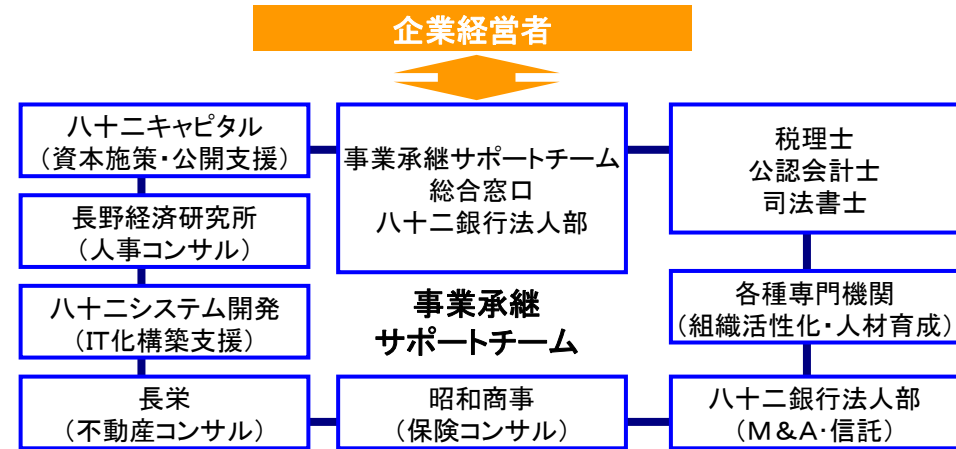 企業経営者
八十二キャピタル
(資本施策・公開支援)
事業承継サポートチーム
総合窓口
八十二銀行法人部
税理士
公認会計士
司法書士
長野経済研究所
(人事コンサル)
八十二システム開発
(IT化構築支援)
事業承継
サポートチーム
各種専門機関
(組織活性化・人材育成)
長栄
(不動産コンサル)
昭和商事
(保険コンサル)
八十二銀行法人部
(M&A・信託)